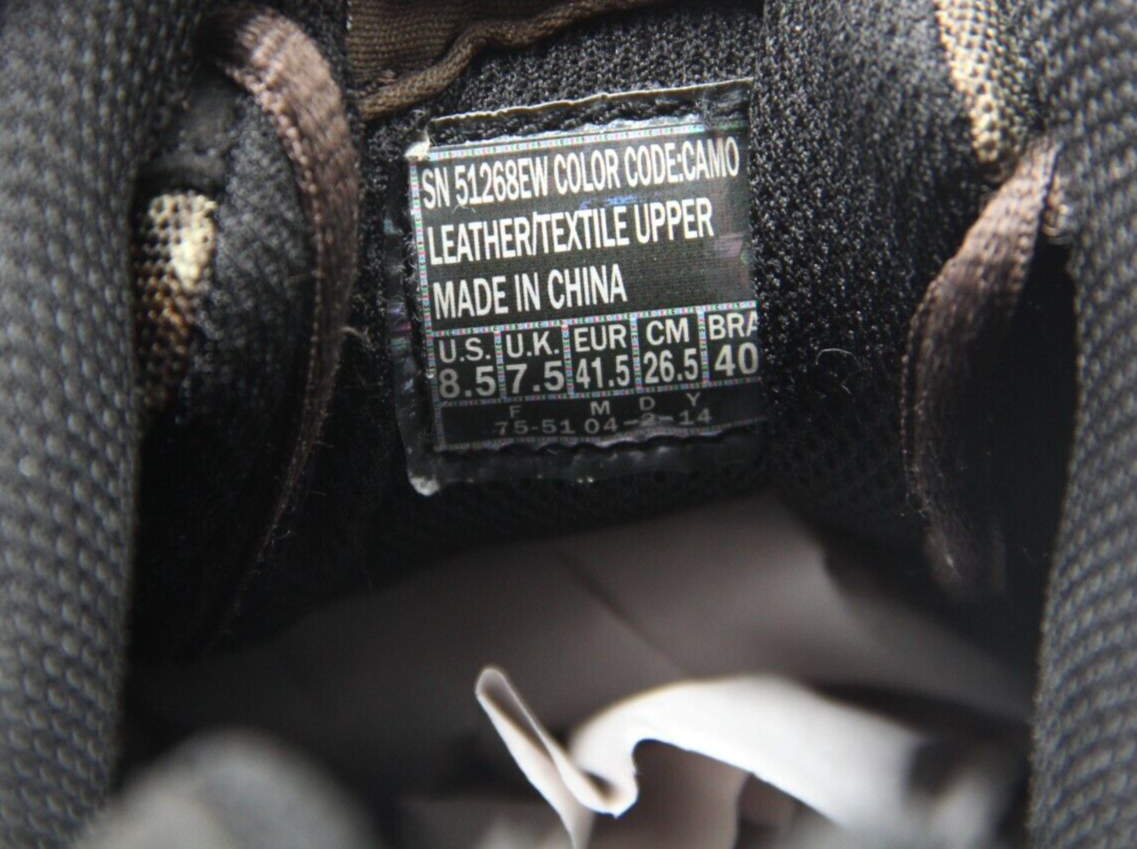 SN 51268EW COLOR CODE:CAMO
LEATHER/TEXTILE UPPER
MADE IN CHINA
U.S. U.K. EUR CM BRA
8.5 7.5 41.5 26.5 40
F M D Y
75-51 04-2-14